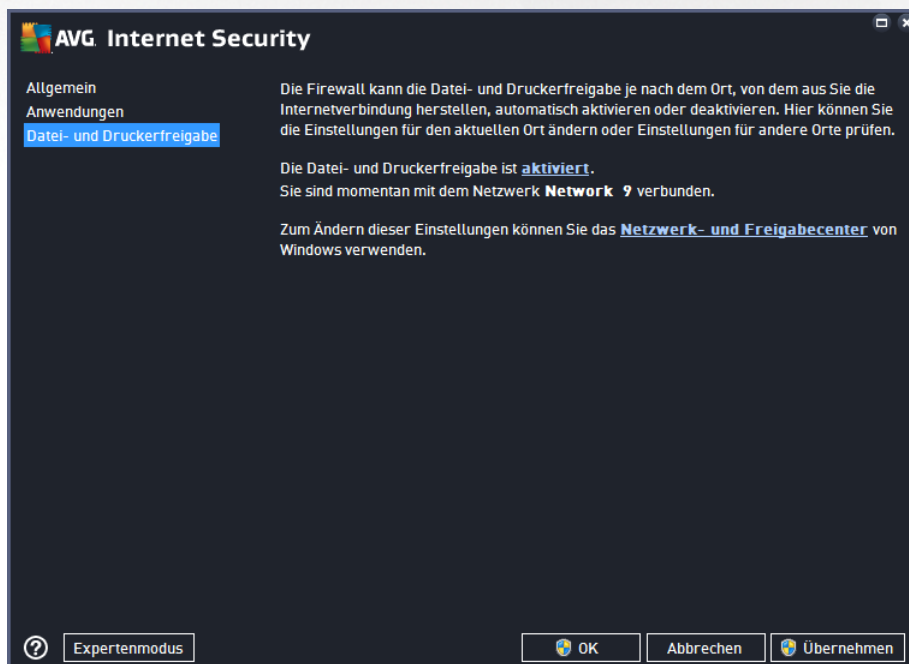 AVG. Internet Security
Allgemein
Anwendungen
Datei- und Druckerfreigabe
Die Firewall kann die Datei- und Druckerfreigabe je nach dem Ort, von dem aus Sie die
Internetverbindung herstellen, automatisch aktivieren oder deaktivieren. Hier können Sie
die Einstellungen für den aktuellen Ort ändern oder Einstellungen für andere Orte prüfen.
Die Datei- und Druckerfreigabe ist aktiviert.
Sie sind momentan mit dem Netzwerk Network 9 verbunden.
Zum Ändern dieser Einstellungen können Sie das Netzwerk- und Freigabecenter von
Windows verwenden.
? Expertenmodus OK Abbrechen Übernehmen